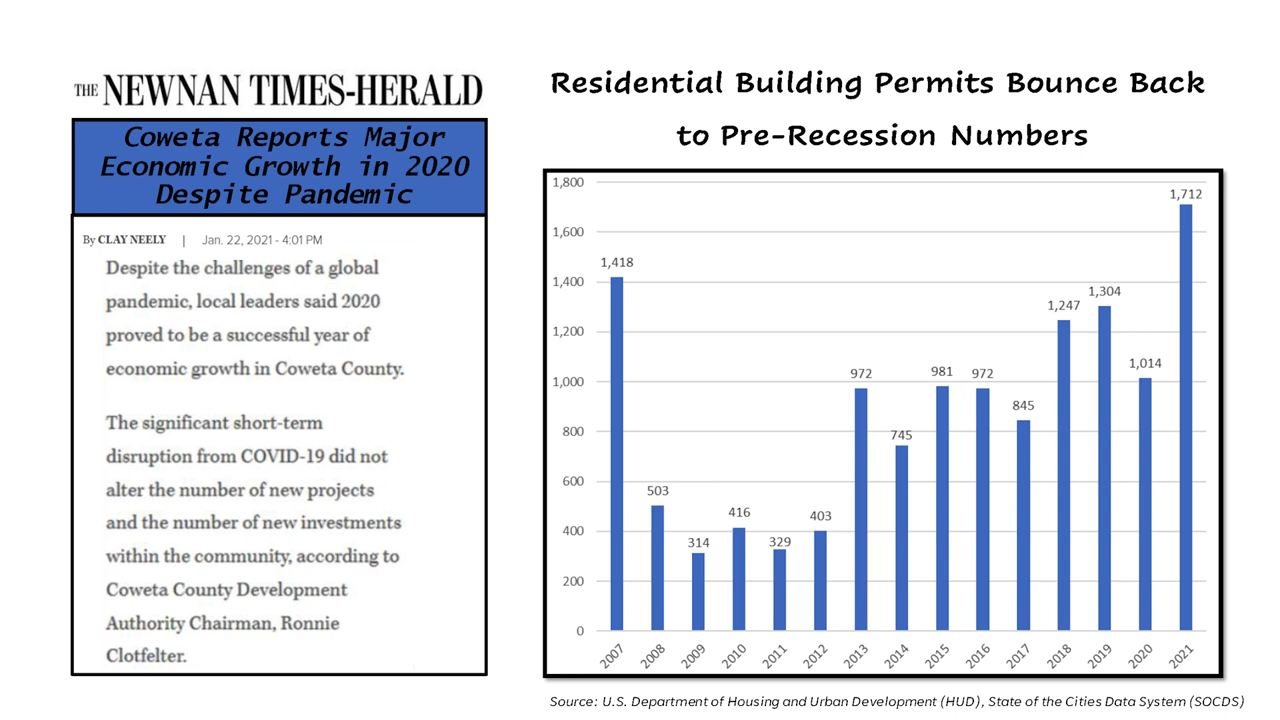 THE NEWNAN TIMES-HERALD
Coweta Reports Major
Economic Growth in 2020
Despite Pandemic
By CLAY NEELY | Jan. 22, 2021 - 4:01 PM
Despite the challenges of a global
pandemic, local leaders said 2020
proved to be a successful year of
economic growth in Coweta County.
The significant short-term
disruption from COVID-19 did not
alter the number of new projects
and the number of new investments
within the community, according to
Coweta County Development
Authority Chairman, Ronnie
Clotfelter.
Residential Building Permits Bounce Back
to Pre-Recession Numbers
1,800
1,600
1,400
1,200
1,000
800
600
400
200
0
1,418
503
314
416
329
403
972
745
981
972
845
1,247
1,304
1,014
1,712
2007
2008
2009
2010
2011
2012
2013
2014
2015
2016
2017
2018
2019
2020
2021
Source: U.S. Department of Housing and Urban Development (HUD), State of the Cities Data System (SOCDS)